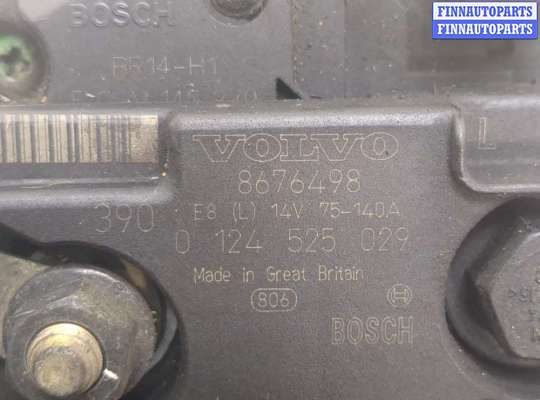 FINNAUTOPARTS
FINNAUTOPARTS
BOSCH
BR14-H1
VOLVO
L
8676498
390 E8 (L) 14V 75-140A
0 124 525 029
Made in Great Britain
806
BOSCH